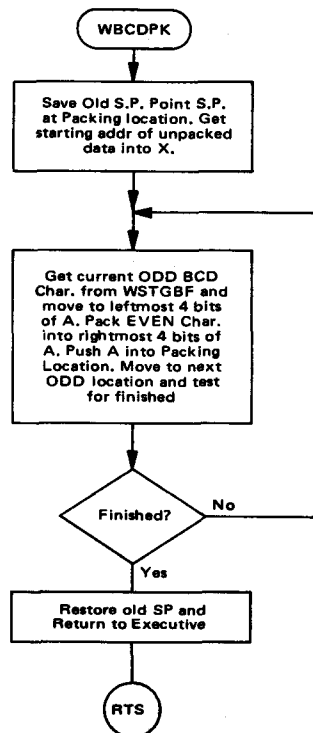 WBCDPK
Save Old S.P. Point S.P.
at Packing location. Get
starting addr of unpacked
data into X.
Get current ODD BCD
Char. from WSTGBF and
move to leftmost 4 bits
of A. Pack EVEN Char.
into rightmost 4 bits of
A. Push A into Packing
Location. Move to next
ODD location and test
for finished
Finished?
No
Yes
Restore old SP and
Return to Executive
RTS